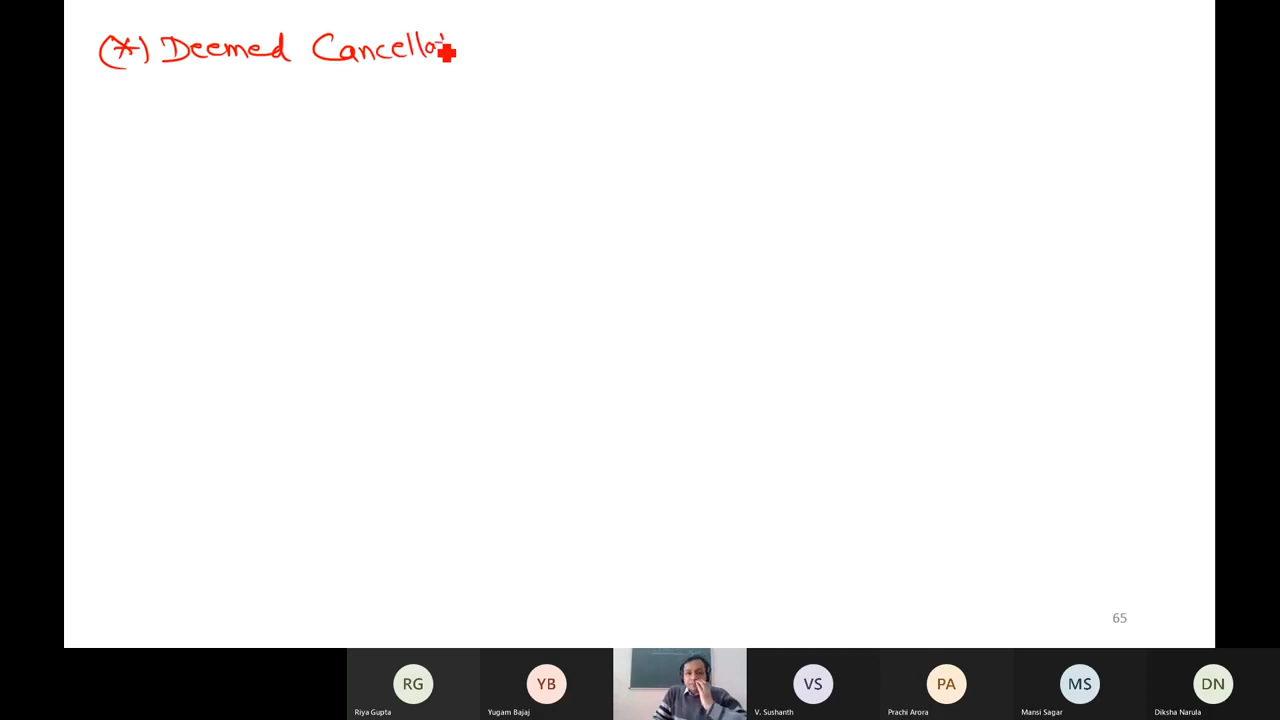 (*) Deemed
65
RG
YB
VS
PA
MS
DN
Riya Gupta
Yugam Bajaj
V. Sushanth
Prachi Arora
Mansi Sagar
Diksha Narula